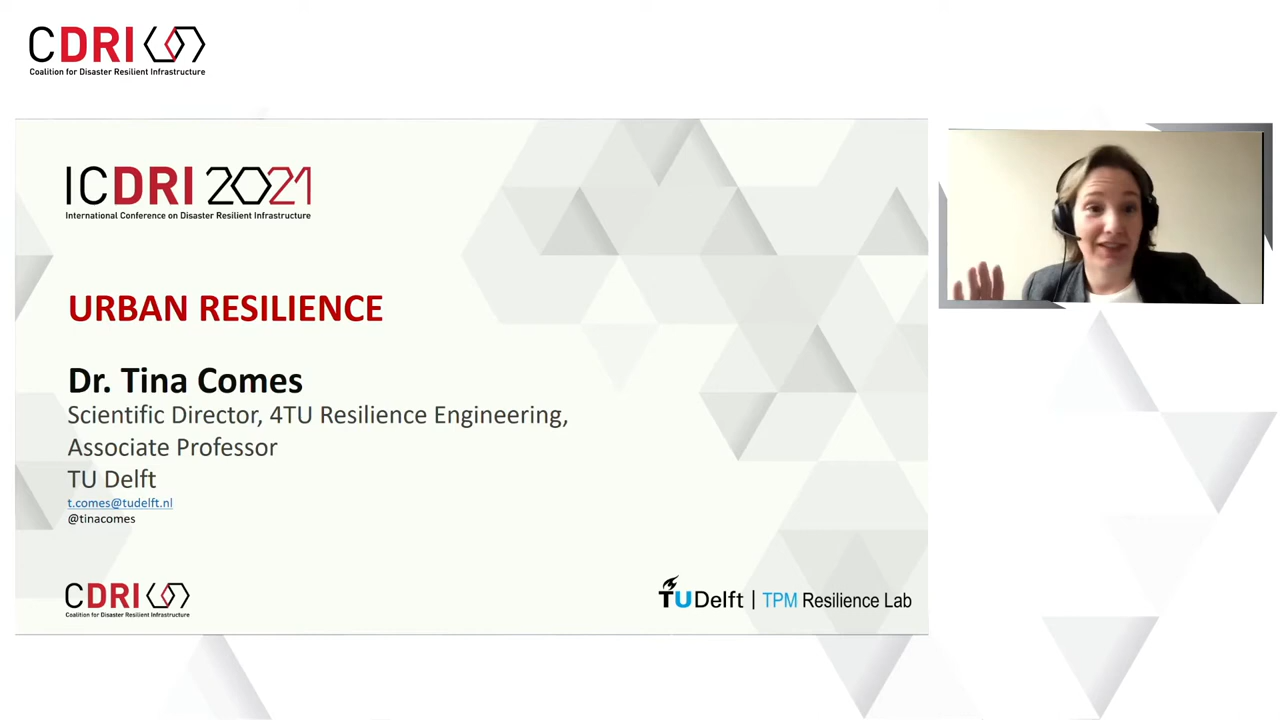 CDRI
Coalition for Disaster Resilient Infrastructure
ICDRI 2021
International Conference on Disaster Resilient Infrastructure
URBAN RESILIENCE
Dr. Tina Comes
Scientific Director, 4TU Resilience Engineering,
Associate Professor
TU Delft
t.comes@tudelft.nl
@tinacomes
CDRI
Coalition for Disaster Resilient Infrastructure
TUDelft | TPM Resilience Lab